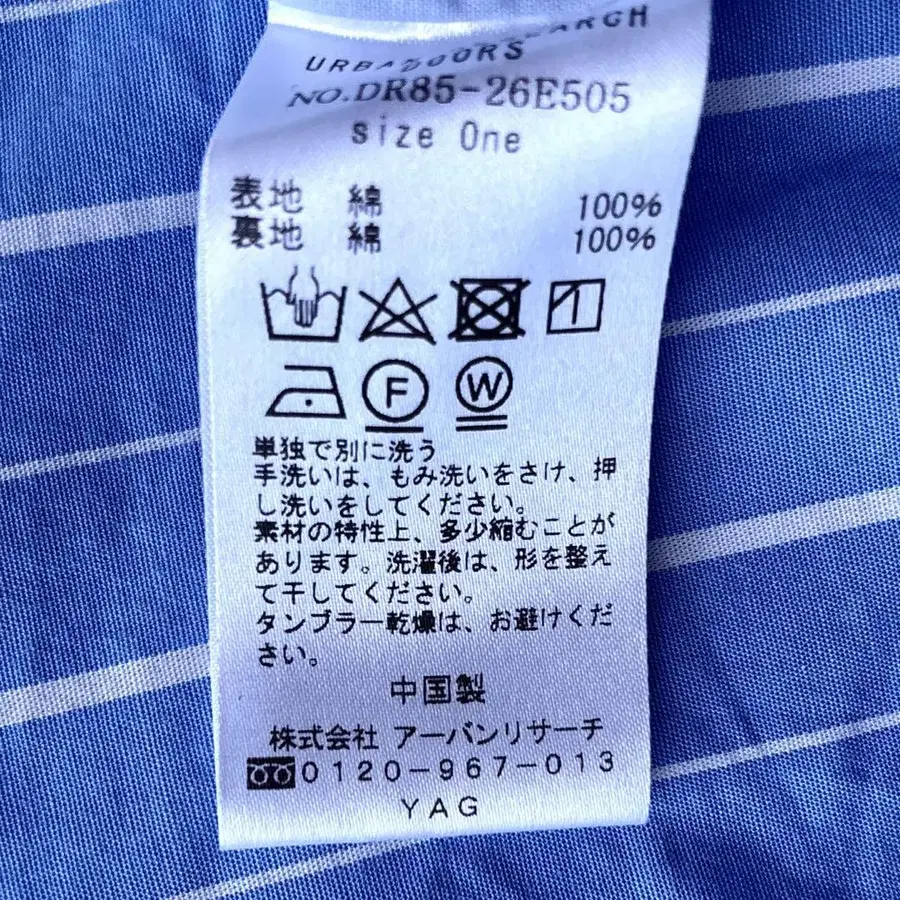 URBAN RESEARCH
DOORS
NO.DR85-26E505
size One
表地 綿 100%
裏地 綿 100%
F W
単独で別に洗う
手洗いは、もみ洗いをさけ、押
し洗いをしてください。
素材の特性上、多少縮むことが
あります。洗濯後は、形を整え
て干してください。
タンブラー乾燥は、お避けくだ
さい。
中国製
株式会社 アーバンリサーチ
0120-967-013
YAG